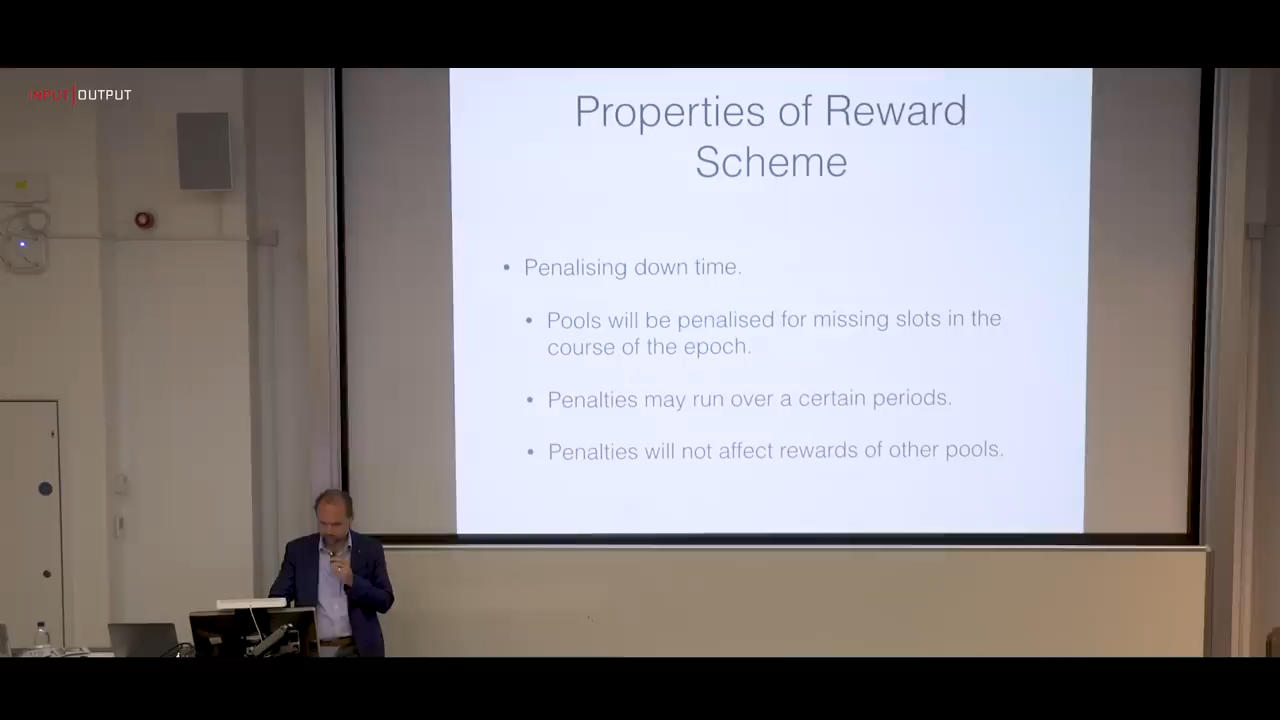 INPUT|OUTPUT
Properties of Reward
Scheme
• Penalising down time.
• Pools will be penalised for missing slots in the
course of the epoch.
• Penalties may run over a certain periods.
• Penalties will not affect rewards of other pools.